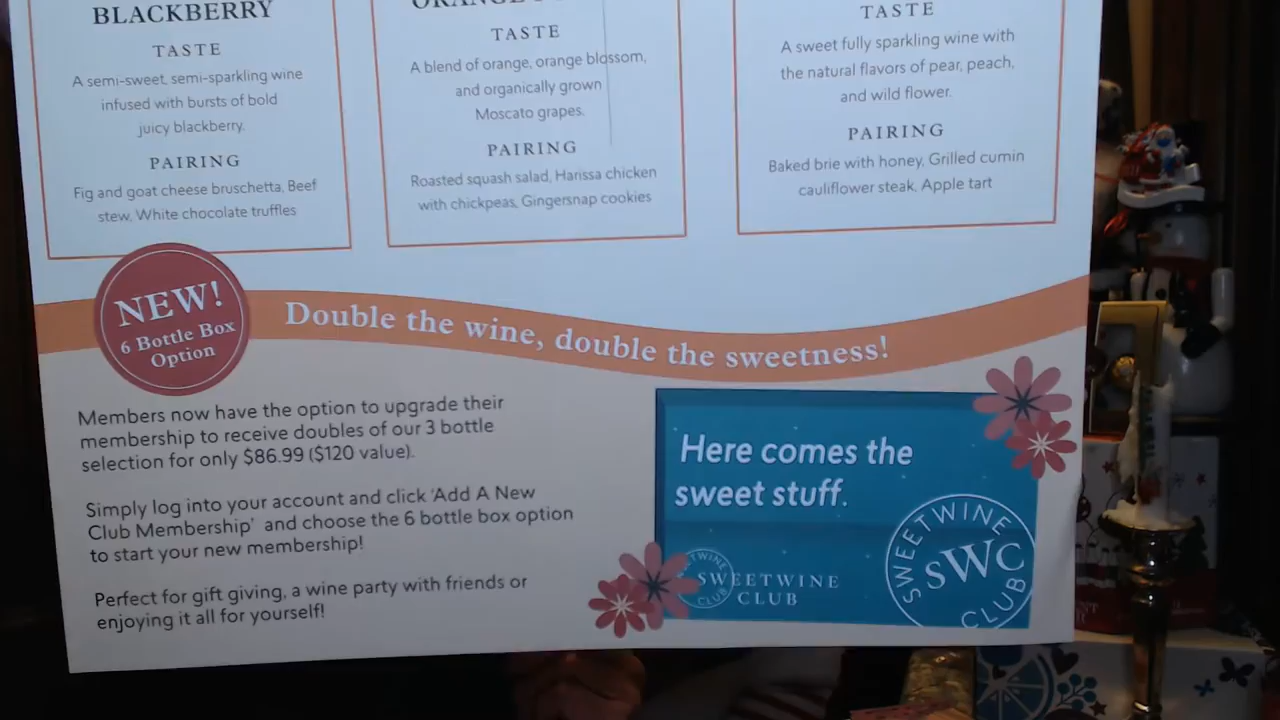 BLACKBERRY
TASTE
A semi-sweet, semi-sparkling wine
infused with bursts of bold
juicy blackberry.
PAIRING
Fig and goat cheese bruschetta, Beef
stew, White chocolate truffles
TASTE
A blend of orange, orange blossom,
and organically grown
Moscato grapes.
PAIRING
Roasted squash salad, Harissa chicken
with chickpeas, Gingersnap cookies
TASTE
A sweet fully sparkling wine with
the natural flavors of pear, peach,
and wild flower.
PAIRING
Baked brie with honey, Grilled cumin
cauliflower steak, Apple tart
NEW!
6 Bottle Box
Option
Double the wine, double the sweetness!
Members now have the option to upgrade their
membership to receive doubles of our 3 bottle
selection for only $86.99 ($120 value).
Simply log into your account and click 'Add A New
Club Membership' and choose the 6 bottle box option
to start your new membership!
Perfect for gift giving, a wine party with friends or
enjoying it all for yourself!
Here comes the
sweet stuff.
SWEETWINE
CLUB
SWEETWINE
SWC
CLUB